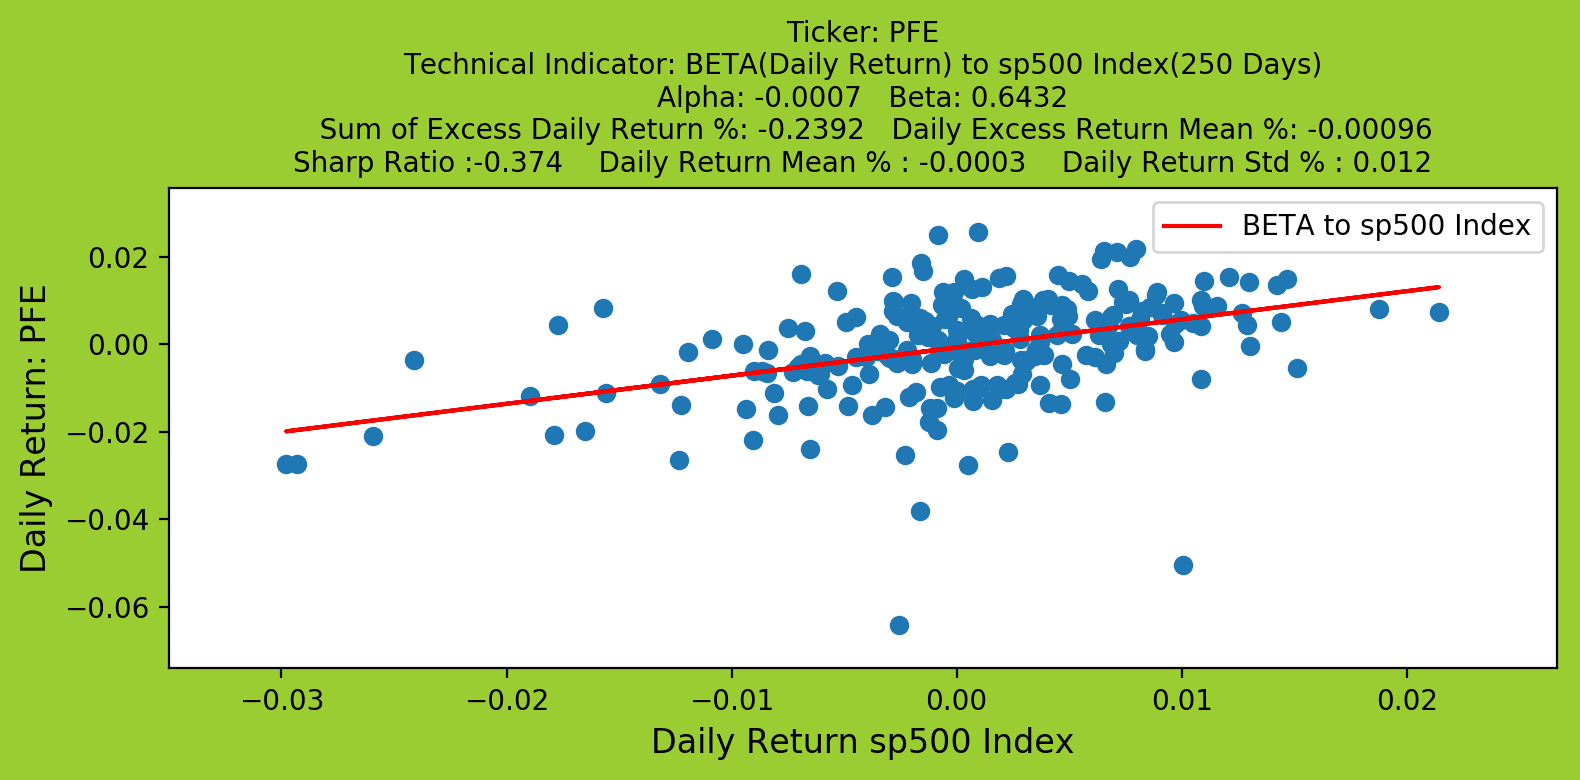 Ticker: PFE
Technical Indicator: BETA(Daily Return) to sp500 Index(250 Days)
Alpha: -0.0007   Beta: 0.6432
Sum of Excess Daily Return %: -0.2392   Daily Excess Return Mean %: -0.00096
Sharp Ratio :-0.374    Daily Return Mean % : -0.0003    Daily Return Std % : 0.012
BETA to sp500 Index
Daily Return: PFE
0.02
0.00
−0.02
−0.04
−0.06
−0.03
−0.02
−0.01
0.00
0.01
0.02
Daily Return sp500 Index